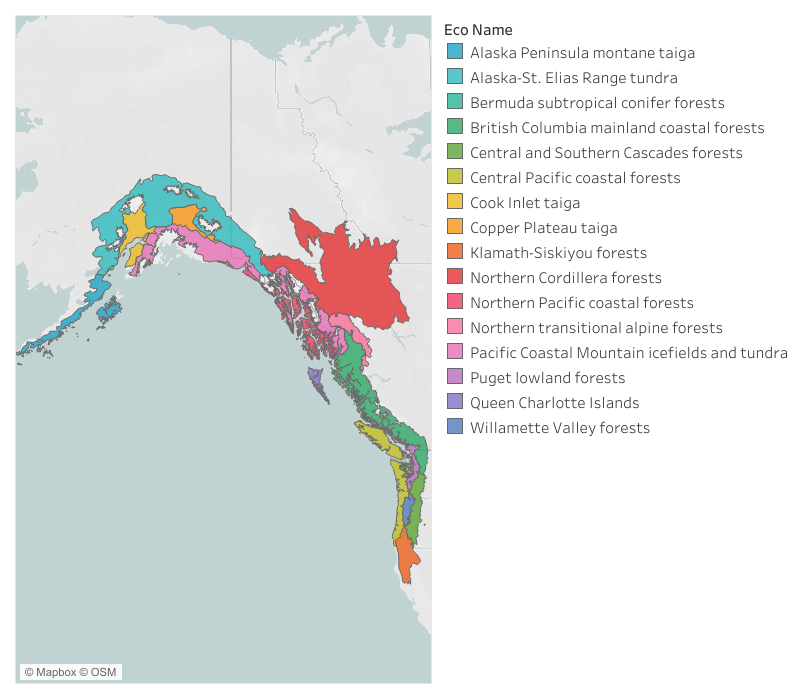 Eco Name
Alaska Peninsula montane taiga
Alaska-St. Elias Range tundra
Bermuda subtropical conifer forests
British Columbia mainland coastal forests
Central and Southern Cascades forests
Central Pacific coastal forests
Cook Inlet taiga
Copper Plateau taiga
Klamath-Siskiyou forests
Northern Cordillera forests
Northern Pacific coastal forests
Northern transitional alpine forests
Pacific Coastal Mountain icefields and tundra
Puget lowland forests
Queen Charlotte Islands
Willamette Valley forests
© Mapbox © OSM